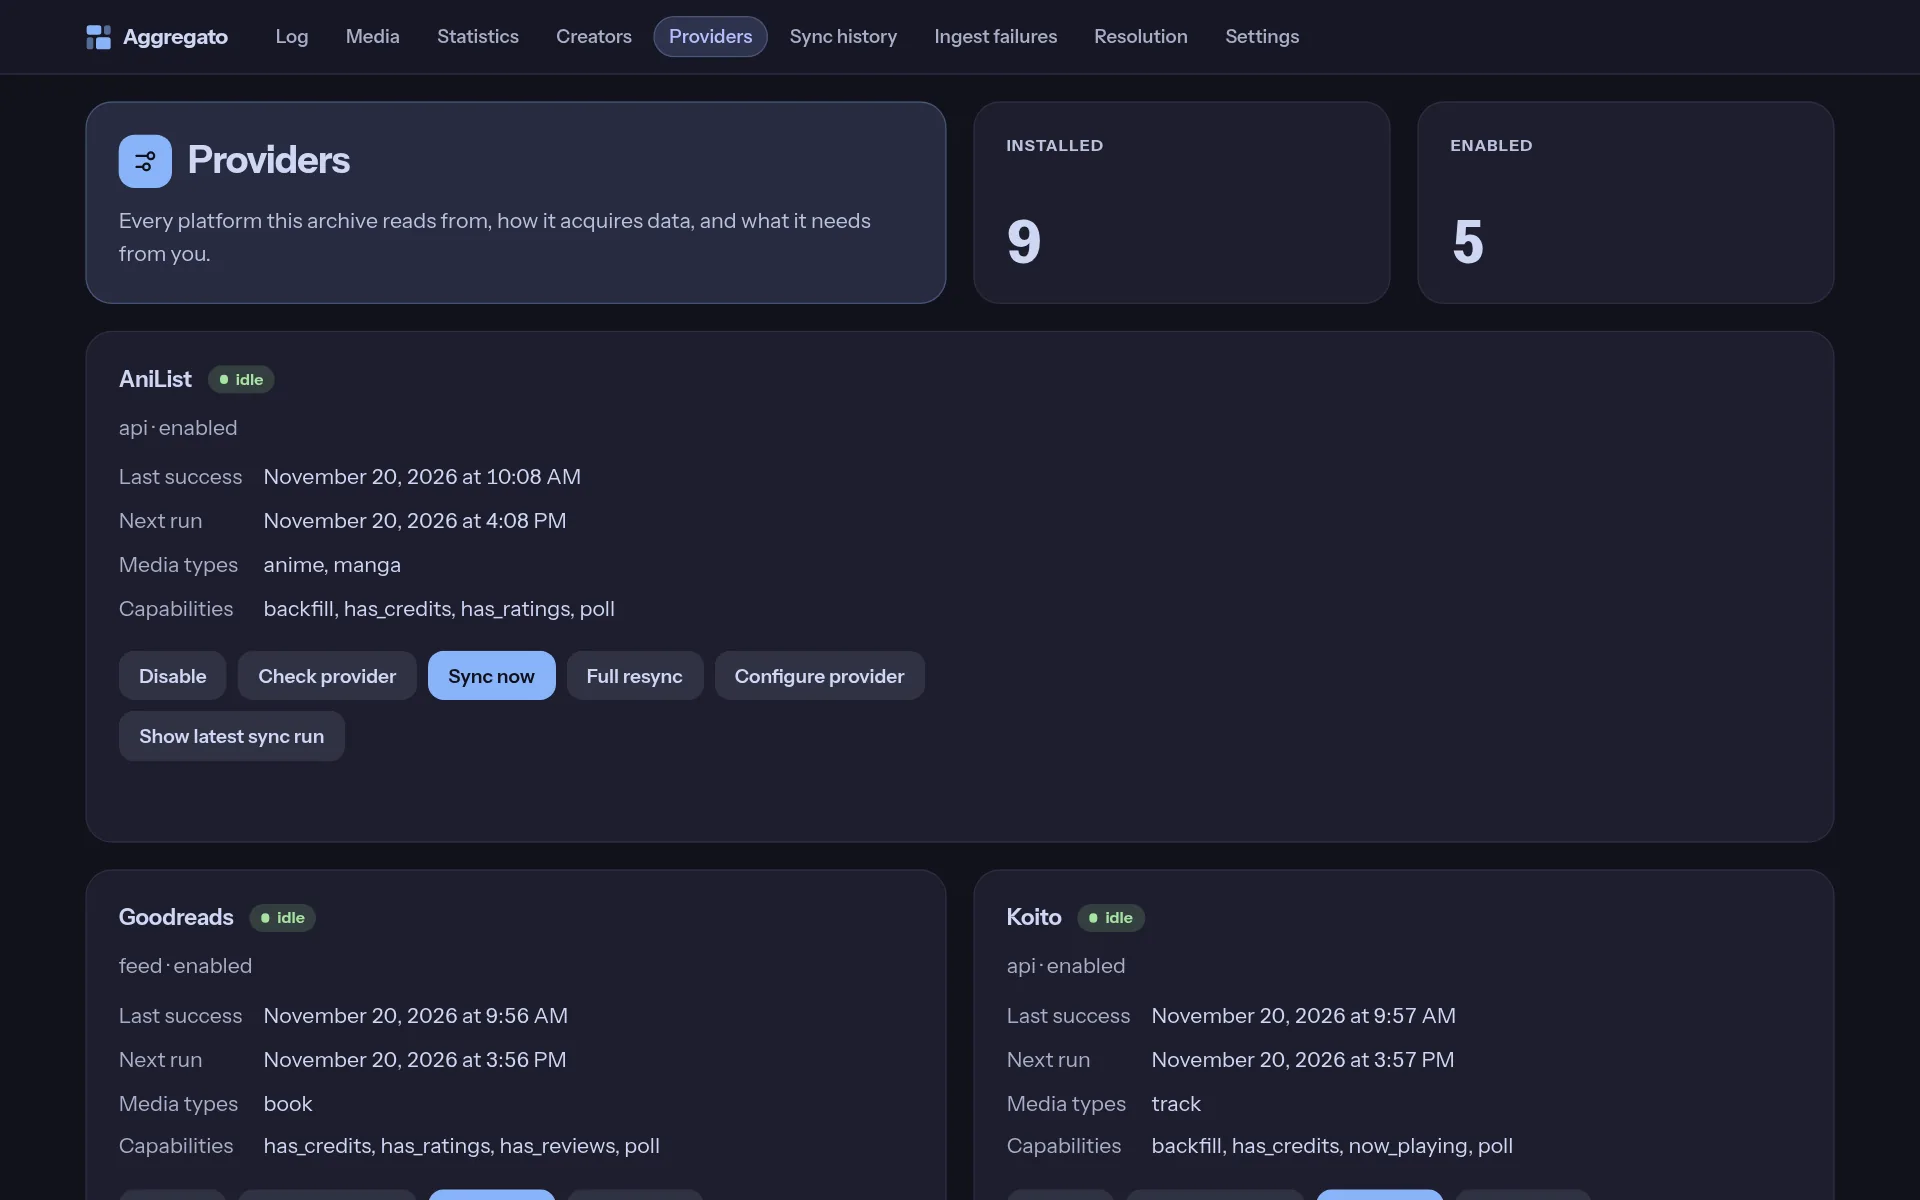 Aggregato
Log
Media
Statistics
Creators
Providers
Sync history
Ingest failures
Resolution
Settings
Providers
Every platform this archive reads from, how it acquires data, and what it needs
from you.
INSTALLED
9
ENABLED
5
AniList
idle
api · enabled
Last success November 20, 2026 at 10:08 AM
Next run November 20, 2026 at 4:08 PM
Media types anime, manga
Capabilities backfill, has_credits, has_ratings, poll
Disable
Check provider
Sync now
Full resync
Configure provider
Show latest sync run
Goodreads
idle
feed · enabled
Last success November 20, 2026 at 9:56 AM
Next run November 20, 2026 at 3:56 PM
Media types book
Capabilities has_credits, has_ratings, has_reviews, poll
Koito
idle
api · enabled
Last success November 20, 2026 at 9:57 AM
Next run November 20, 2026 at 3:57 PM
Media types track
Capabilities backfill, has_credits, now_playing, poll